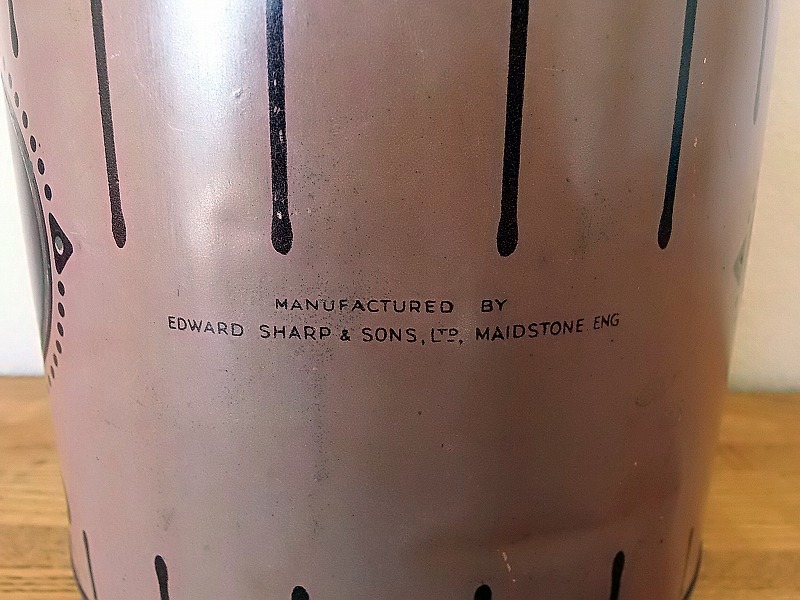 MANUFACTURED BY
EDWARD SHARP & SONS, LTD, MAIDSTONE ENG